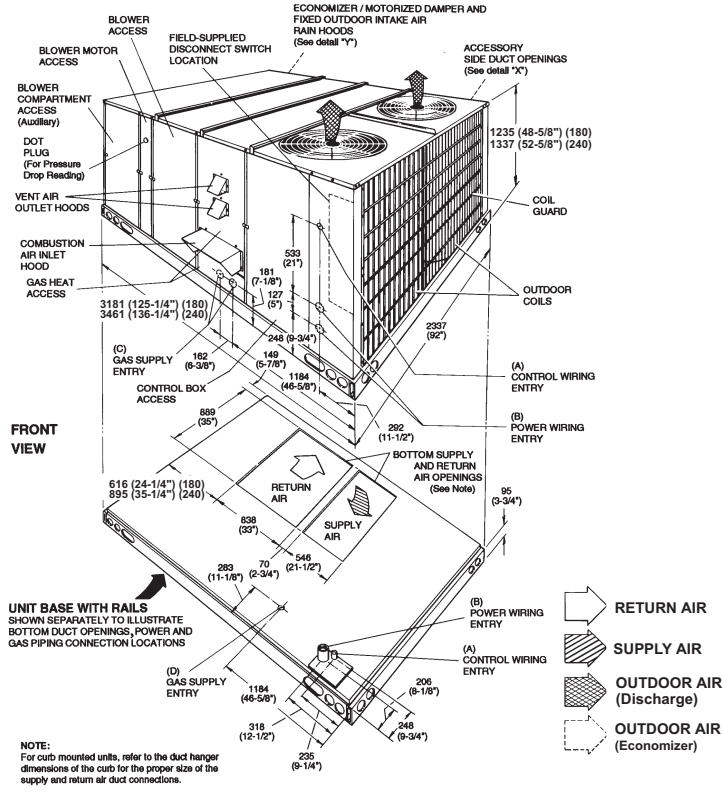 ECONOMIZER / MOTORIZED DAMPER AND
FIXED OUTDOOR INTAKE AIR
RAIN HOODS
(See detail "Y")
BLOWER
ACCESS
FIELD-SUPPLIED
DISCONNECT SWITCH
LOCATION
BLOWER MOTOR
ACCESS
ACCESSORY
SIDE DUCT OPENINGS
(See detail "X")
BLOWER
COMPARTMENT
ACCESS
(Auxiliary)
1235 (48-5/8") (180)
1337 (52-5/8") (240)
DOT
PLUG
(For Pressure
Drop Reading)
VENT AIR
OUTLET HOODS
COIL
GUARD
COMBUSTION
AIR INLET
HOOD
533
(21")
181
(7-1/8")
GAS HEAT
ACCESS
127
(5")
OUTDOOR
COILS
3181 (125-1/4") (180)
3461 (136-1/4") (240)
2337
(92")
248 (9-3/4")
(C)
GAS SUPPLY
ENTRY
162
(6-3/8")
149
(5-7/8")
1184
(46-5/8")
(A)
CONTROL WIRING
ENTRY
CONTROL BOX
ACCESS
889
(35")
292
(11-1/2")
(B)
POWER WIRING
ENTRY
FRONT
VIEW
BOTTOM SUPPLY
AND RETURN
AIR OPENINGS
(See Note)
616 (24-1/4") (180)
895 (35-1/4") (240)
RETURN
AIR
95
(3-3/4")
838
(33")
SUPPLY
AIR
70
(2-3/4")
546
(21-1/2")
283
(11-1/8")
UNIT BASE WITH RAILS
SHOWN SEPARATELY TO ILLUSTRATE
BOTTOM DUCT OPENINGS, POWER AND
GAS PIPING CONNECTION LOCATIONS
(B)
POWER WIRING
ENTRY
RETURN AIR
(A)
CONTROL WIRING
ENTRY
SUPPLY AIR
(D)
GAS SUPPLY
ENTRY
1184
(46-5/8")
206
(8-1/8")
OUTDOOR AIR
(Discharge)
318
(12-1/2")
248
(9-3/4")
OUTDOOR AIR
(Economizer)
235
(9-1/4")
NOTE:
For curb mounted units, refer to the duct hanger
dimensions of the curb for the proper size of the
supply and return air duct connections.